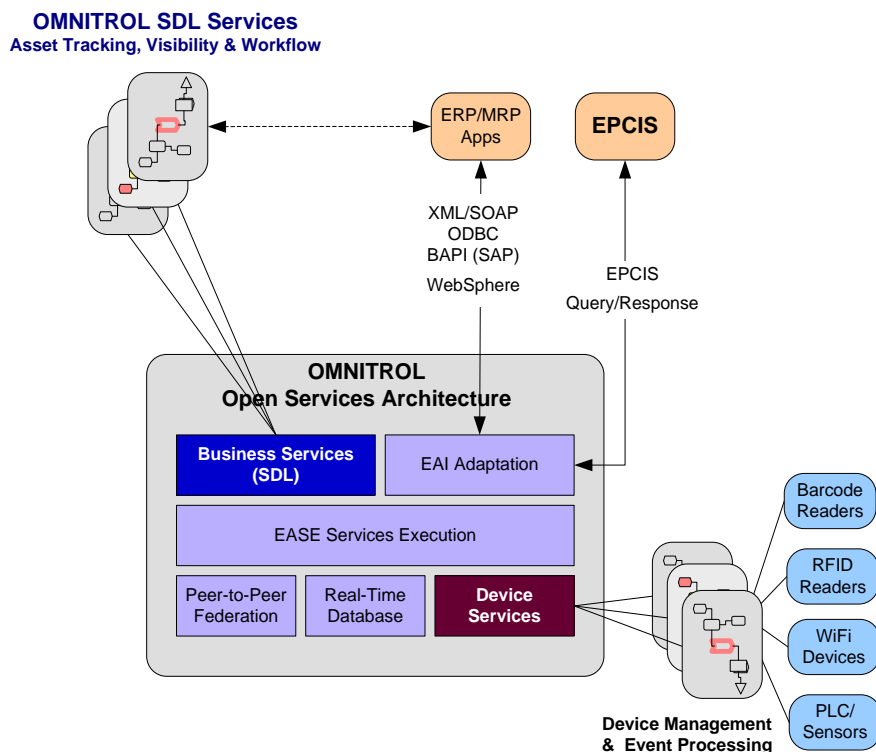 OMNITROL SDL Services
Asset Tracking, Visibility & Workflow
ERP/MRP
Apps
EPCIS
XML/SOAP
ODBC
BAPI (SAP)
WebSphere
EPCIS
Query/Response
OMNITROL
Open Services Architecture
Business Services
(SDL)
EAI Adaptation
EASE Services Execution
Peer-to-Peer
Federation
Real-Time
Database
Device
Services
Barcode
Readers
RFID
Readers
WiFi
Devices
PLC/
Sensors
Device Management
& Event Processing